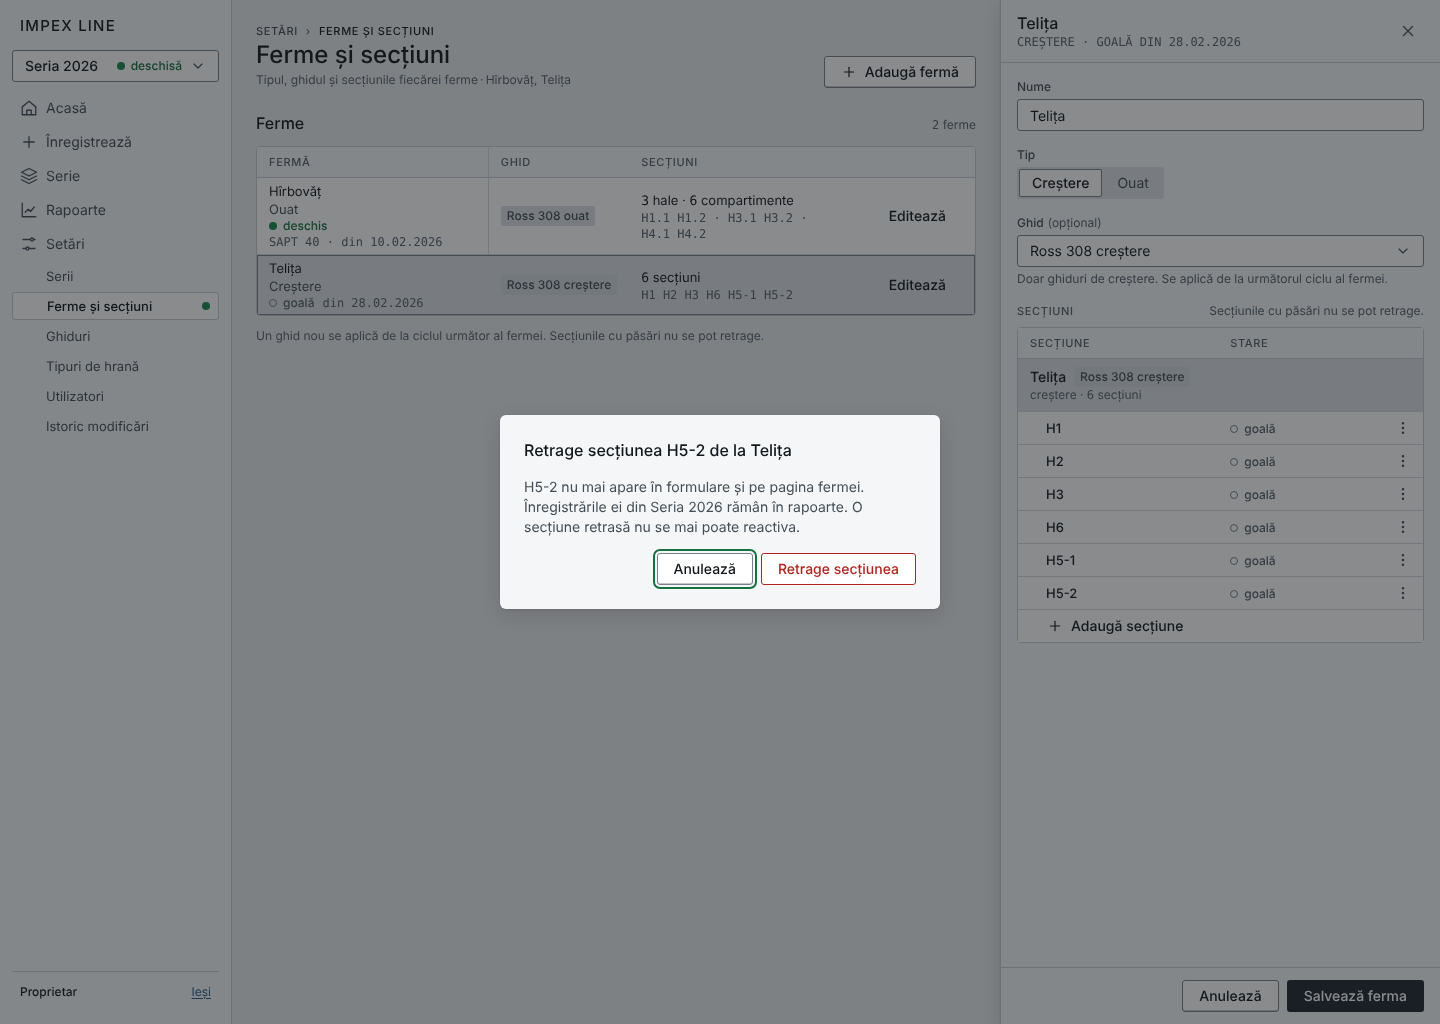 IMPEX LINE
Seria 2026 deschisă
Acasă
Înregistrează
Serie
Rapoarte
Setări
Serii
Ferme și secțiuni
Ghiduri
Tipuri de hrană
Utilizatori
Istoric modificări
Proprietar Ieși
SETĂRI › FERME ȘI SECȚIUNI
Ferme și secțiuni
Tipul, ghidul și secțiunile fiecărei ferme · Hîrbovăț, Telița
Adaugă fermă
Ferme
2 ferme
FERMĂ GHID SECȚIUNI
Hîrbovăț
Ouat
deschis
SAPT 40 · din 10.02.2026
Ross 308 ouat
3 hale · 6 compartimente
H1.1 H1.2 · H3.1 H3.2 ·
H4.1 H4.2
Editează
Telița
Creștere
goală din 28.02.2026
Ross 308 creștere
6 secțiuni
H1 H2 H3 H6 H5-1 H5-2
Editează
Un ghid nou se aplică de la ciclul următor al fermei. Secțiunile cu păsări nu se pot retrage.
Retrage secțiunea H5-2 de la Telița
H5-2 nu mai apare în formulare și pe pagina fermei.
Înregistrările ei din Seria 2026 rămân în rapoarte. O
secțiune retrasă nu se mai poate reactiva.
Anulează
Retrage secțiunea
Telița
CREȘTERE · GOALĂ DIN 28.02.2026
Nume
Telița
Tip
Creștere Ouat
Ghid (opțional)
Ross 308 creștere
Doar ghiduri de creștere. Se aplică de la următorul ciclu al fermei.
SECȚIUNI Secțiunile cu păsări nu se pot retrage.
SECȚIUNE STARE
Telița Ross 308 creștere
creștere · 6 secțiuni
H1 goală
H2 goală
H3 goală
H6 goală
H5-1 goală
H5-2 goală
Adaugă secțiune
Anulează
Salvează ferma